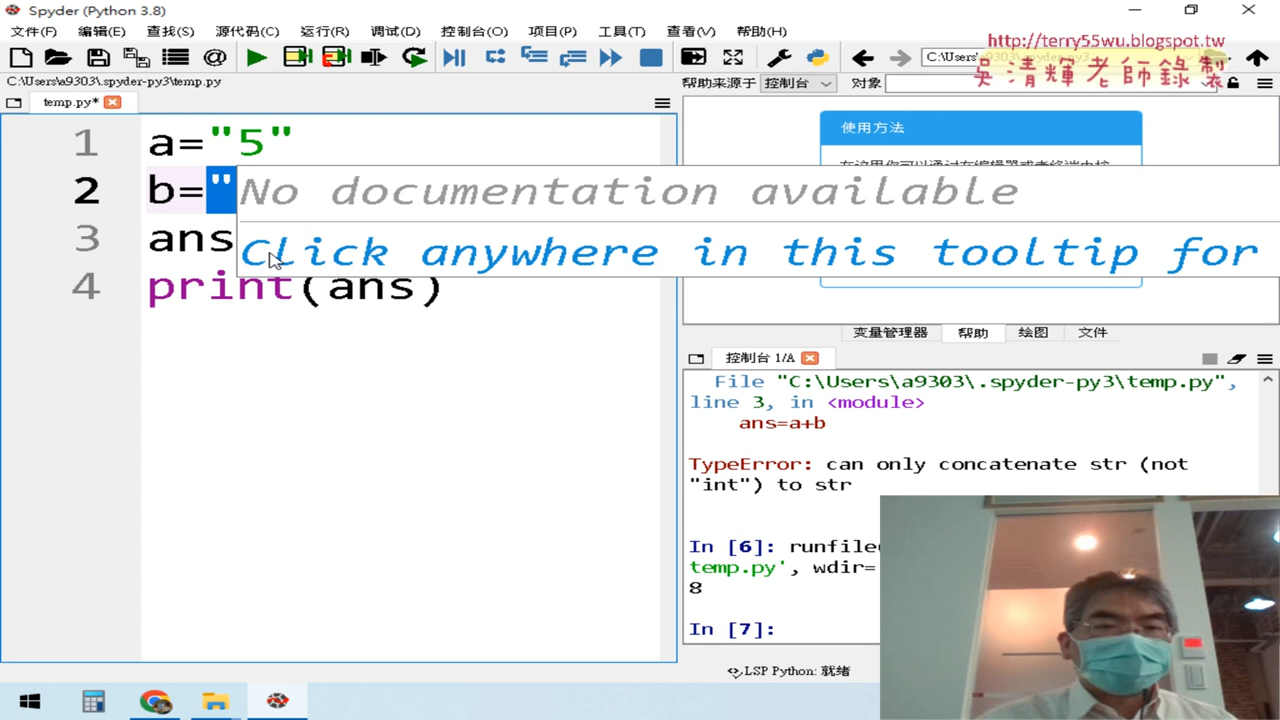 Spyder (Python 3.8)
文件(F) 编辑(E) 查找(S) 源代码(C) 运行(R) 调试(D) 控制台(O) 项目(P) 工具(T) 查看(V) 帮助(H)
http://terry55wu.blogspot.tw
吳清輝老師錄製
C:\Users\a9303\.spyder-py3\temp.py
帮助来源于 控制台 对象
temp.py*
使用方法
1 a="5"
2 b="
No documentation available
3 ans
Click anywhere in this tooltip for
4 print(ans)
变量管理器 帮助 绘图 文件
控制台 1/A
File "C:\Users\a9303\.spyder-py3\temp.py",
line 3, in <module>
ans=a+b
TypeError: can only concatenate str (not
"int") to str
In [6]: runfile
temp.py', wdir=
8
In [7]:
LSP Python: 就绪